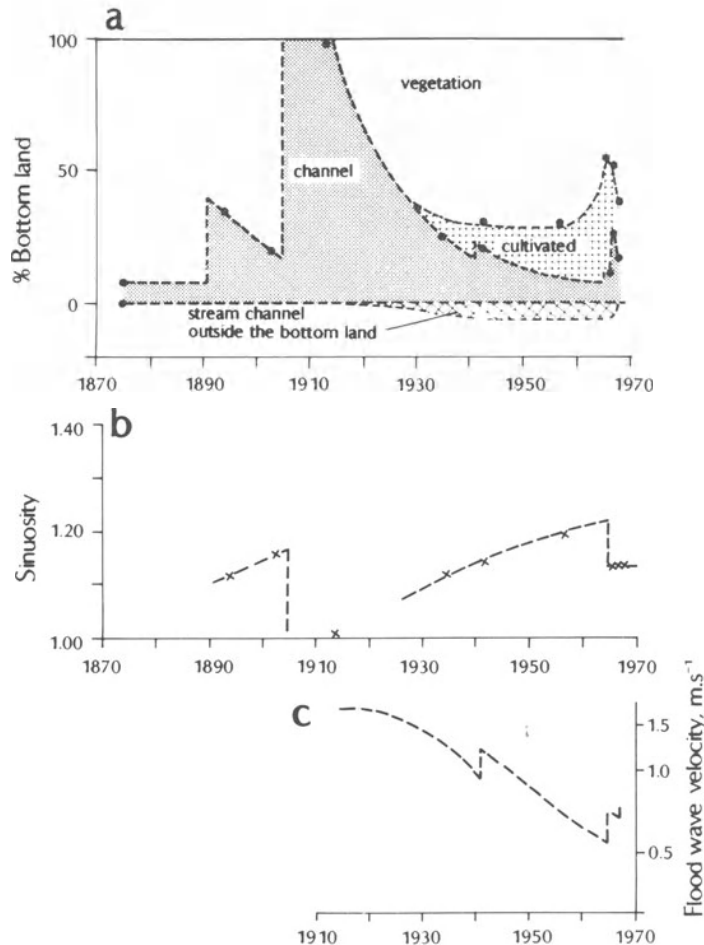 a
100
vegetation
channel
50
cultivated
0
stream channel
outside the bottom land
% Bottom land
1870 1890 1910 1930 1950 1970
b
1.40
1.20
1.00
Sinuosity
1870 1890 1910 1930 1950 1970
c
1.5
1.0
0.5
Flood wave velocity, m.s⁻¹
1910 1930 1950 1970